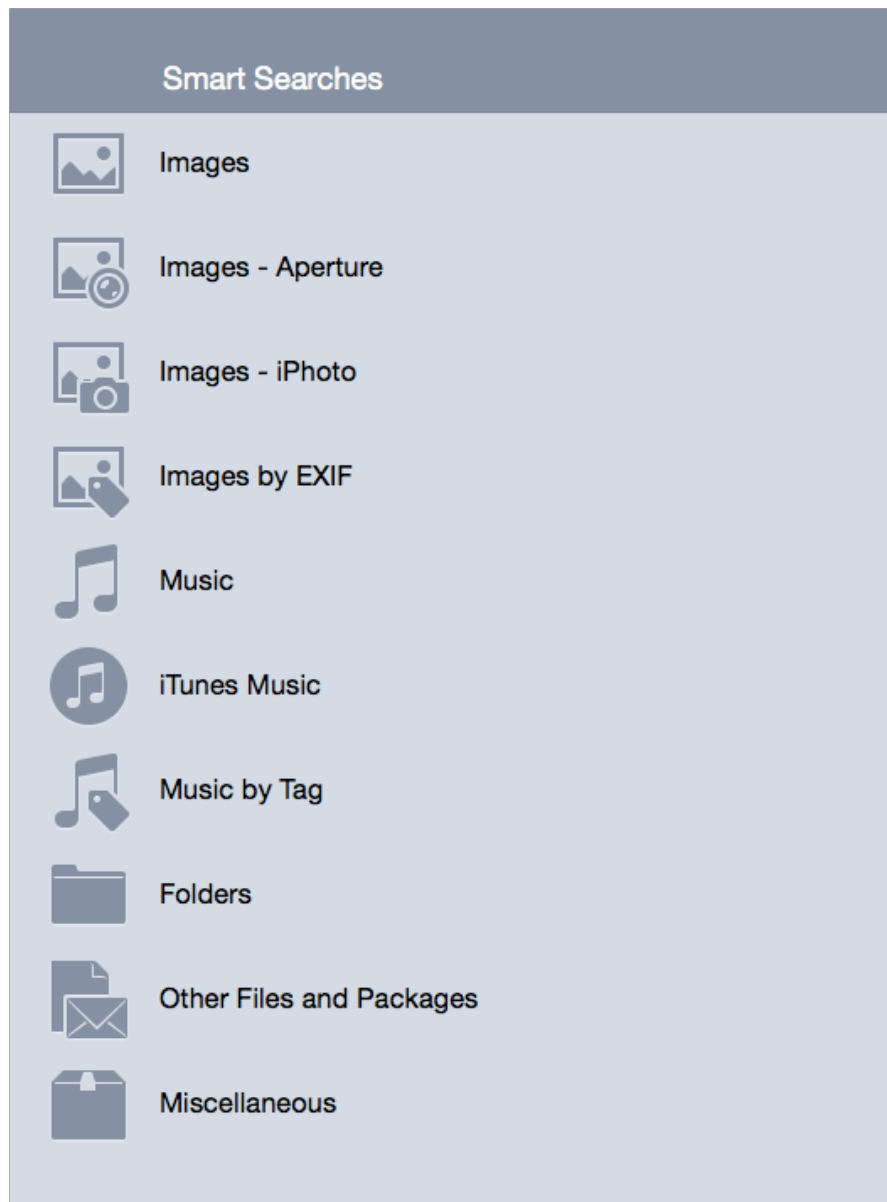 Smart Searches
Images
Images - Aperture
Images - iPhoto
Images by EXIF
Music
iTunes Music
Music by Tag
Folders
Other Files and Packages
Miscellaneous